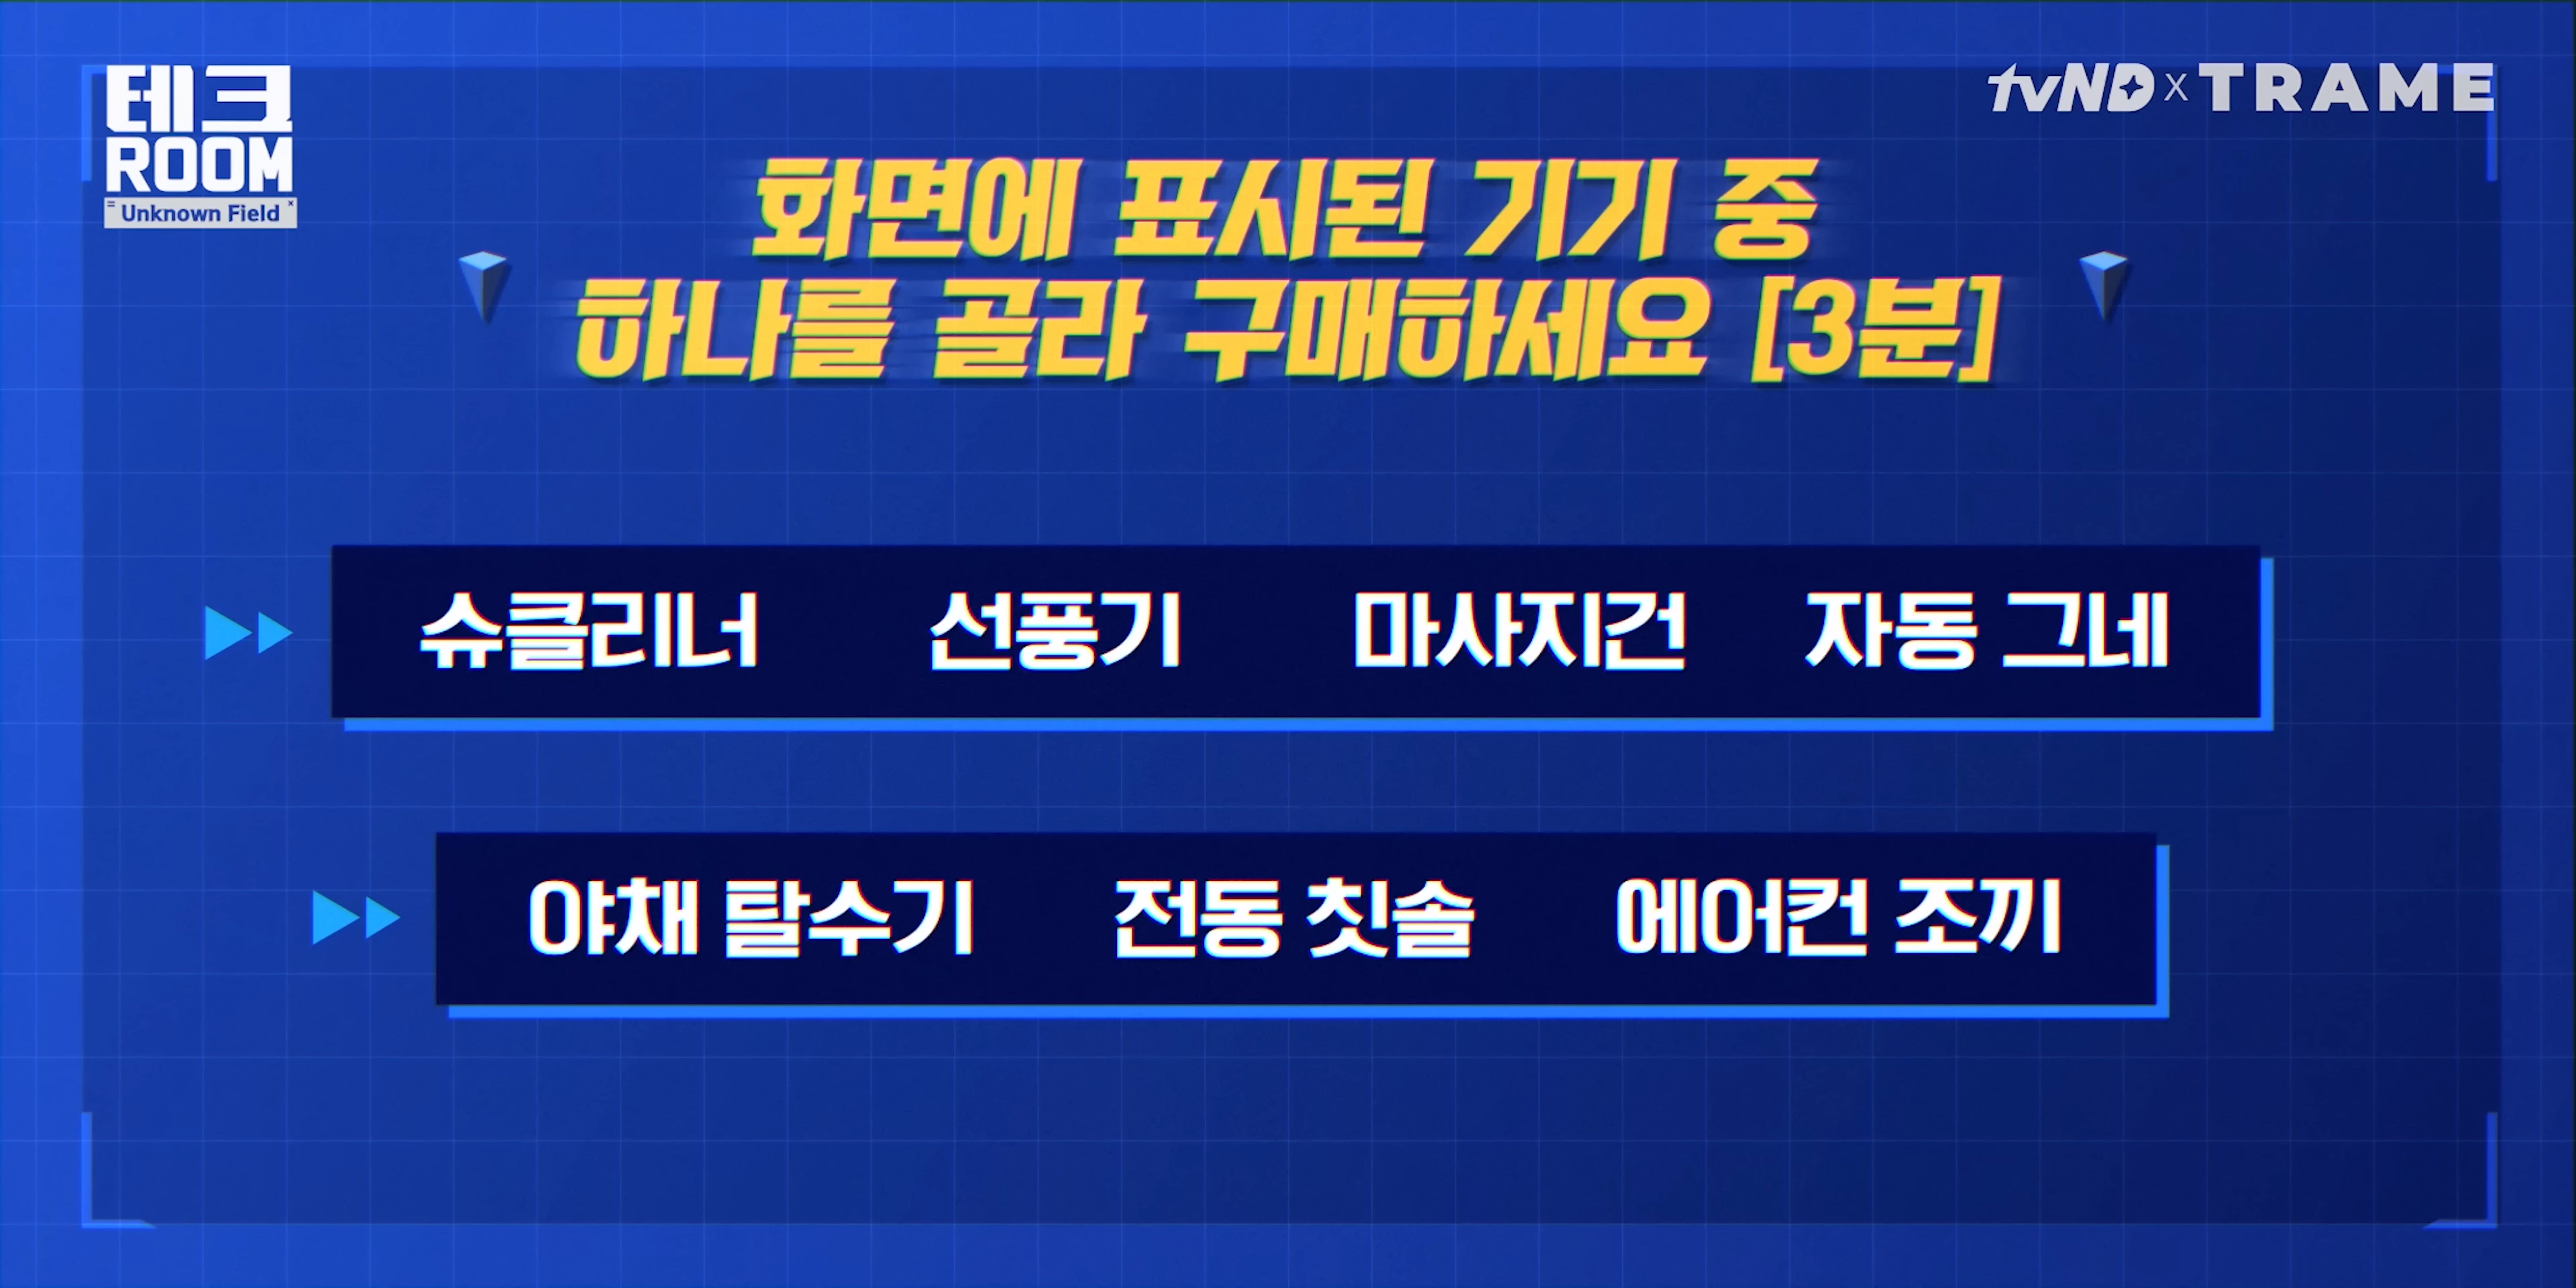 테크
ROOM
Unknown Field
tvND x TRAME
화면에 표시된 기기 중
하나를 골라 구매하세요 [3분]
슈클리너 선풍기 마사지건 자동 그네
야채 탈수기 전동 칫솔 에어컨 조끼